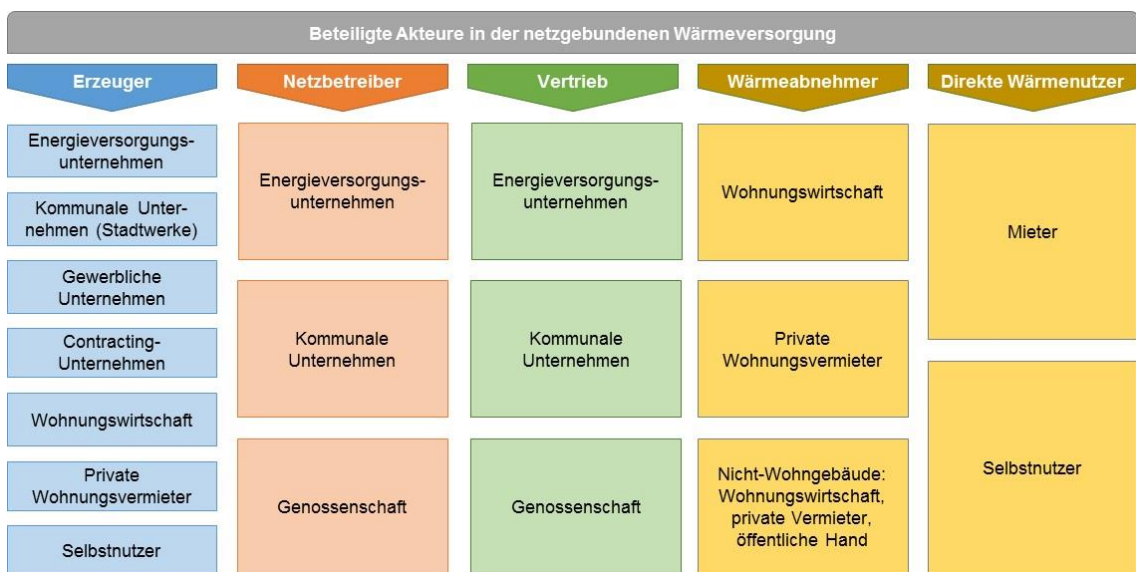 Beteiligte Akteure in der netzgebundenen Wärmeversorgung
Erzeuger
Energieversorgungs-
unternehmen
Kommunale Unter-
nehmen (Stadtwerke)
Gewerbliche
Unternehmen
Contracting-
Unternehmen
Wohnungswirtschaft
Private
Wohnungsvermieter
Selbstnutzer
Netzbetreiber
Energieversorgungs-
unternehmen
Kommunale
Unternehmen
Genossenschaft
Vertrieb
Energieversorgungs-
unternehmen
Kommunale
Unternehmen
Genossenschaft
Wärmeabnehmer
Wohnungswirtschaft
Private
Wohnungsvermieter
Nicht-Wohngebäude:
Wohnungswirtschaft,
private Vermieter,
öffentliche Hand
Direkte Wärmenutzer
Mieter
Selbstnutzer